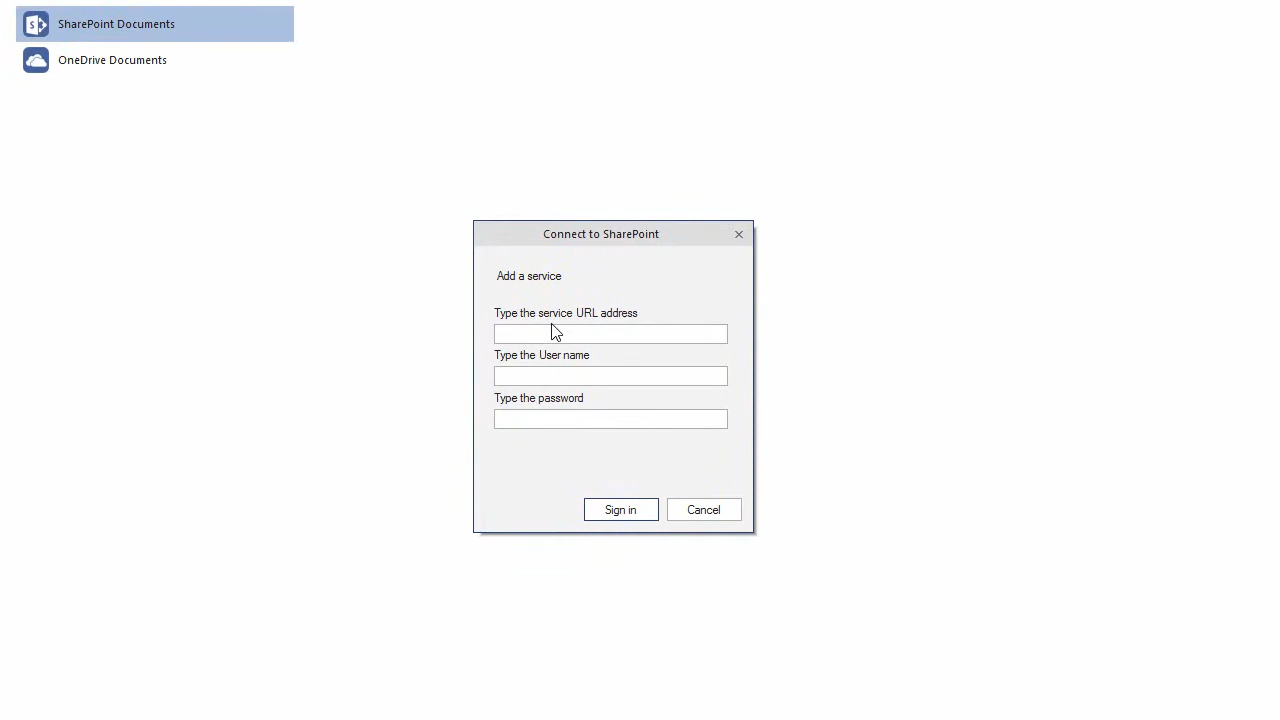 SharePoint Documents
OneDrive Documents
Connect to SharePoint
Add a service
Type the service URL address
Type the User name
Type the password
Sign in
Cancel